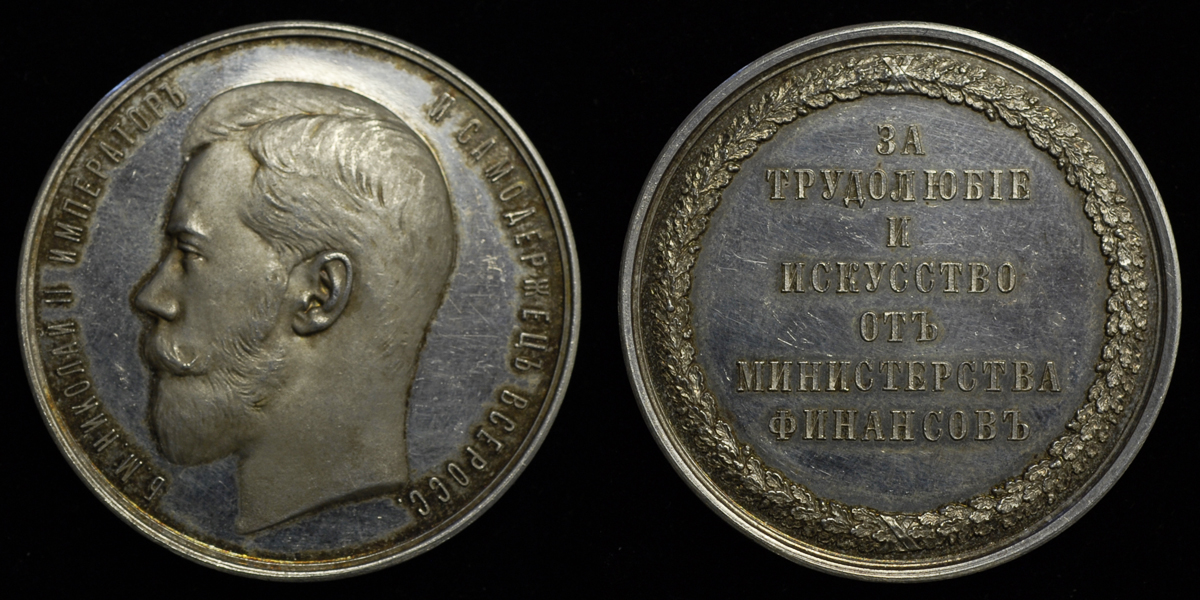 Б.М.НИКОЛАЙ II ИМПЕРАТОРЪ
И САМОДЕРЖЕЦЪ ВСЕРОСС.
ЗА
ТРУДОЛЮБІЕ
И
ИСКУССТВО
ОТЪ
МИНИСТЕРСТВА
ФИНАНСОВЪ